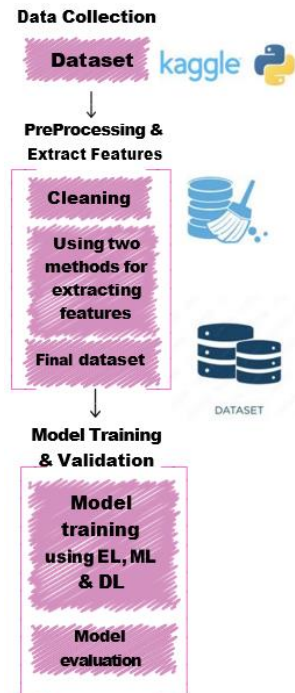 Data Collection
Dataset
kaggle
PreProcessing &
Extract Features
Cleaning
Using two
methods for
extracting
features
Final dataset
DATASET
Model Training
& Validation
Model
training
using EL, ML
& DL
Model
evaluation